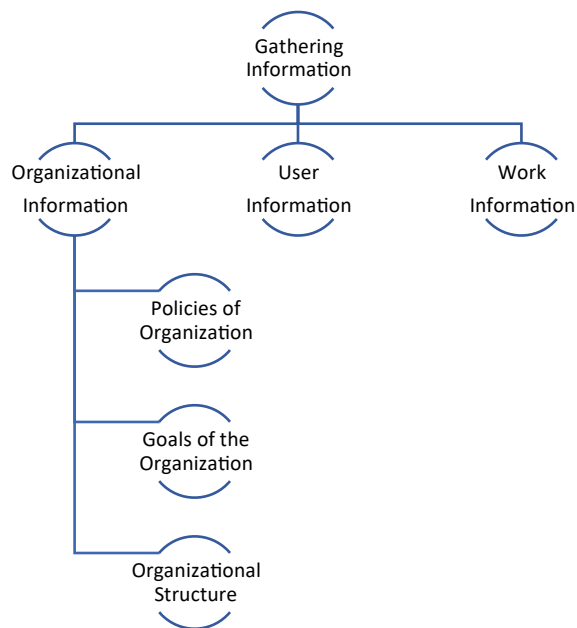 Gathering
Information
Organizational
Information
User
Information
Work
Information
Policies of
Organization
Goals of the
Organization
Organizational
Structure